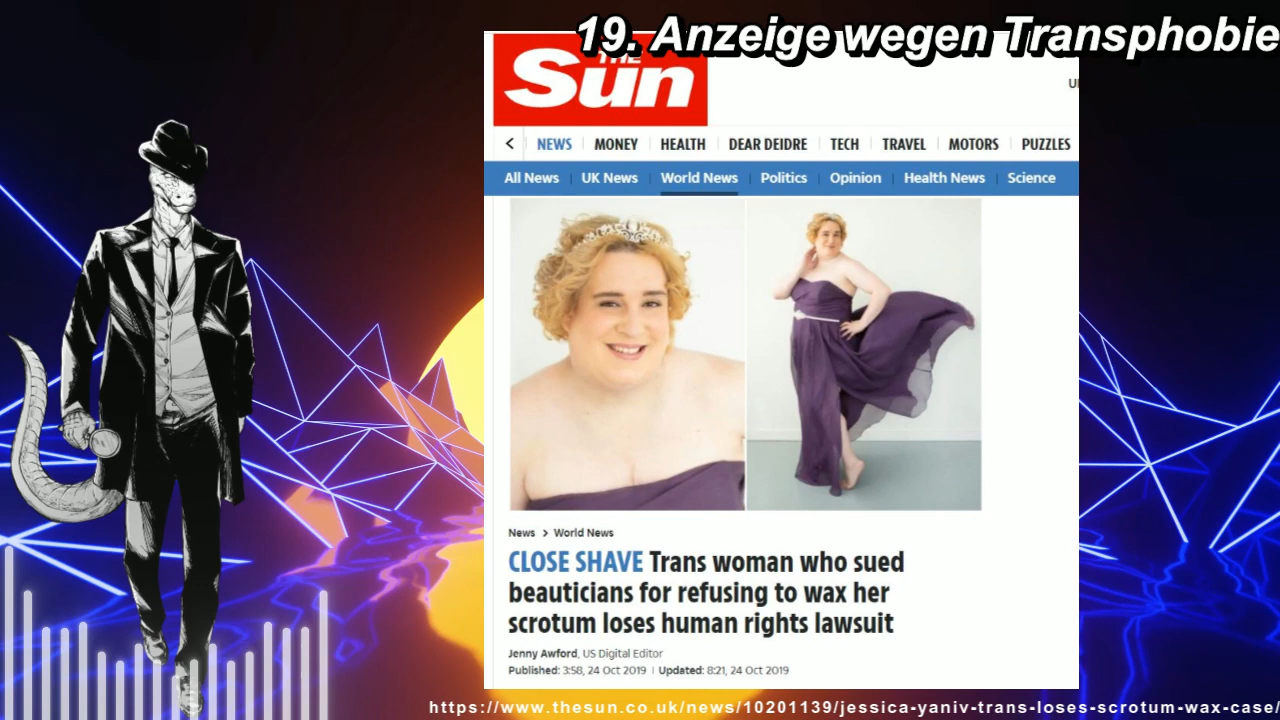 19. Anzeige wegen Transphobie
THE
Sun
U
< NEWS MONEY HEALTH DEAR DEIDRE TECH TRAVEL MOTORS PUZZLES
All News UK News World News Politics Opinion Health News Science
News > World News
CLOSE SHAVE Trans woman who sued
beauticians for refusing to wax her
scrotum loses human rights lawsuit
Jenny Awford, US Digital Editor
Published: 3:58, 24 Oct 2019 | Updated: 8:21, 24 Oct 2019
https://www.thesun.co.uk/news/10201139/jessica-yaniv-trans-loses-scrotum-wax-case/